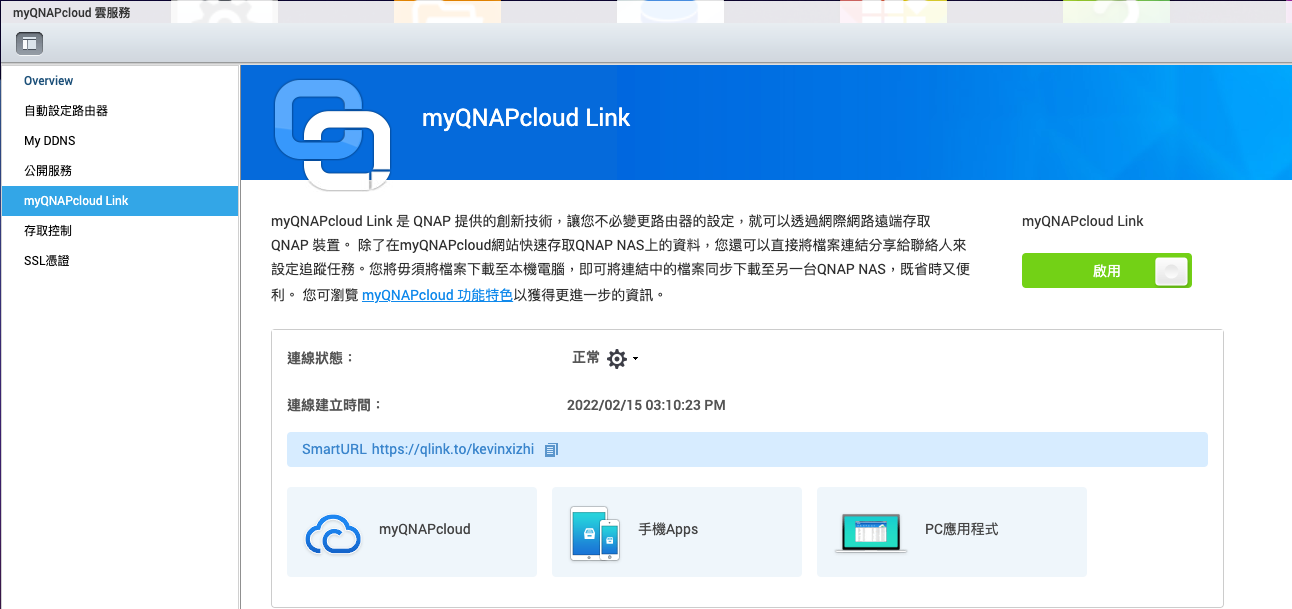 myQNAPcloud 雲服務
Overview
自動設定路由器
My DDNS
公開服務
myQNAPcloud Link
存取控制
SSL憑證
myQNAPcloud Link
myQNAPcloud Link 是 QNAP 提供的創新技術，讓您不必變更路由器的設定，就可以透過網際網路遠端存取
QNAP 裝置。 除了在myQNAPcloud網站快速存取QNAP NAS上的資料，您還可以直接將檔案連結分享給聯絡人來
設定追蹤任務。您將毋須將檔案下載至本機電腦，即可將連結中的檔案同步下載至另一台QNAP NAS，既省時又便
利。 您可瀏覽 myQNAPcloud 功能特色以獲得更進一步的資訊。
myQNAPcloud Link
啟用
連線狀態： 正常
連線建立時間： 2022/02/15 03:10:23 PM
SmartURL https://qlink.to/kevinxizhi
myQNAPcloud
手機Apps
PC應用程式